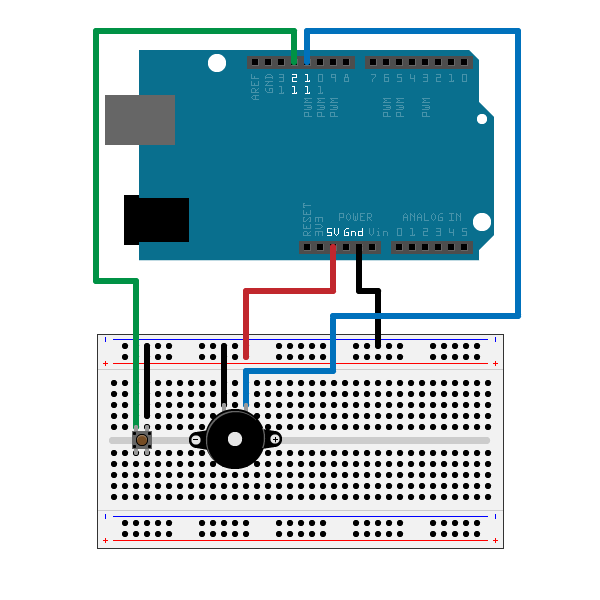 AREF GND 13 12 11 10 9 8 7 6 5 4 3 2 1 0
PWM PWM PWM PWM PWM PWM
RESET 3V3 5V Gnd Vin
POWER
ANALOG IN
0 1 2 3 4 5
- +
+ +
+ +